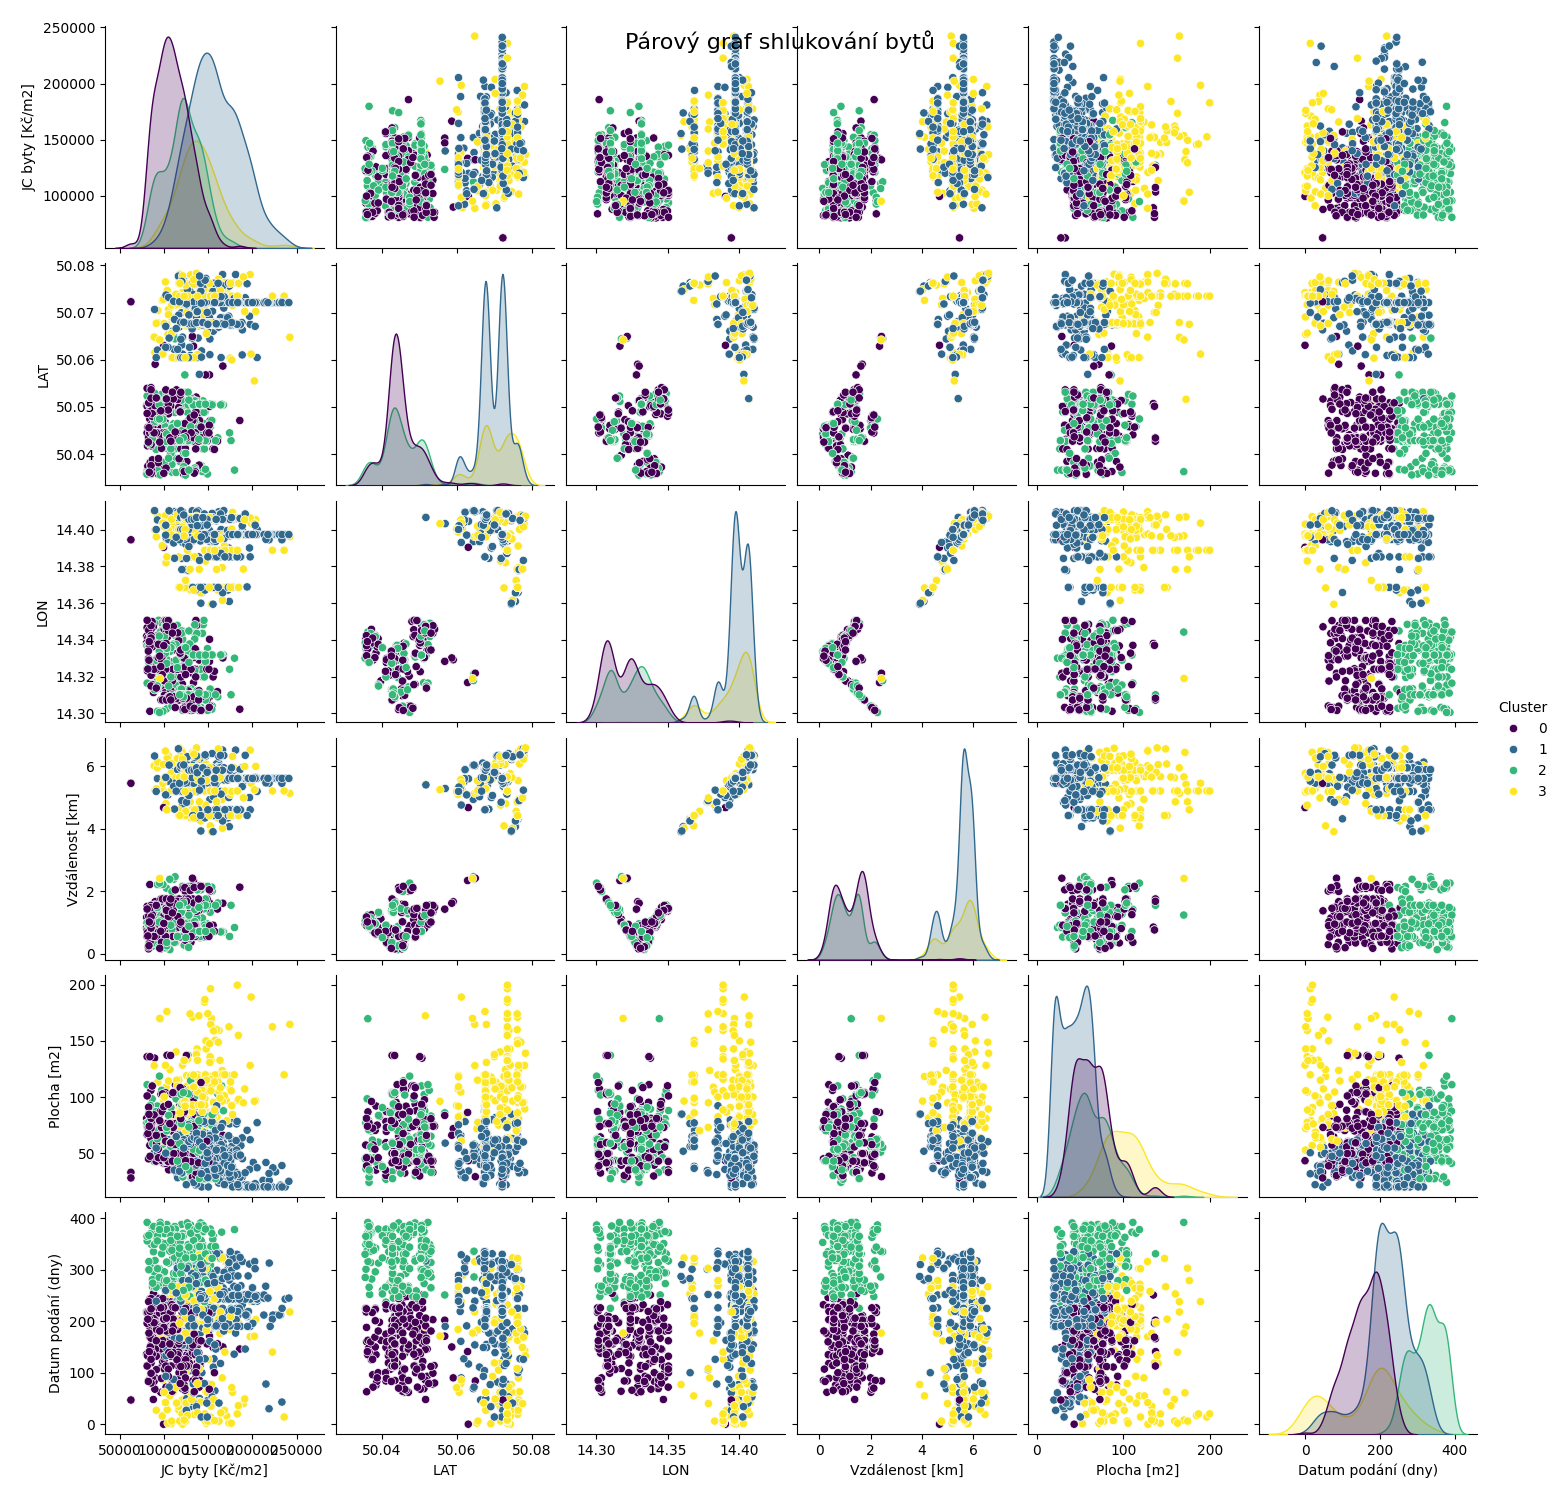 Párový graf shlukování bytů
250000
200000
150000
100000
JC byty [Kč/m2]
50.08
50.07
50.06
50.05
50.04
LAT
14.40
14.38
14.36
14.34
14.32
14.30
LON
Cluster
0
1
2
3
6
4
2
0
Vzdálenost [km]
200
150
100
50
Plocha [m2]
400
300
200
100
0
Datum podání (dny)
50000 100000 150000 200000 250000
50.04 50.06 50.08
14.30 14.35 14.40
0 2 4 6
0 100 200
0 200 400
JC byty [Kč/m2] LAT LON Vzdálenost [km] Plocha [m2] Datum podání (dny)